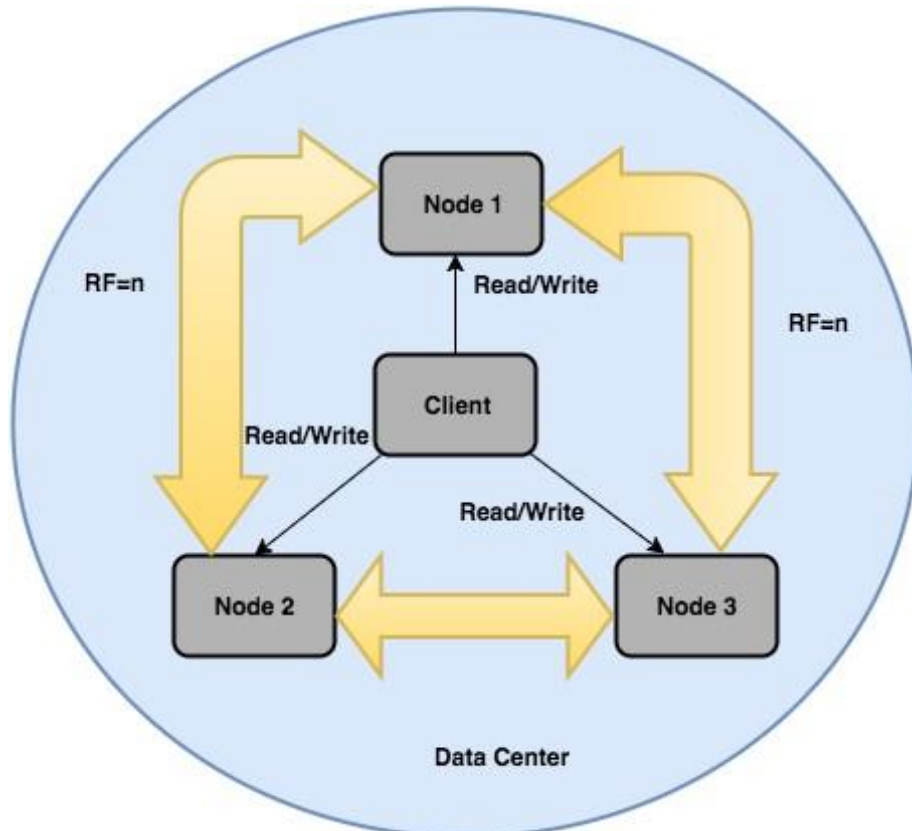 Node 1
Read/Write
RF=n
RF=n
Client
Read/Write
Read/Write
Node 2
Node 3
Data Center